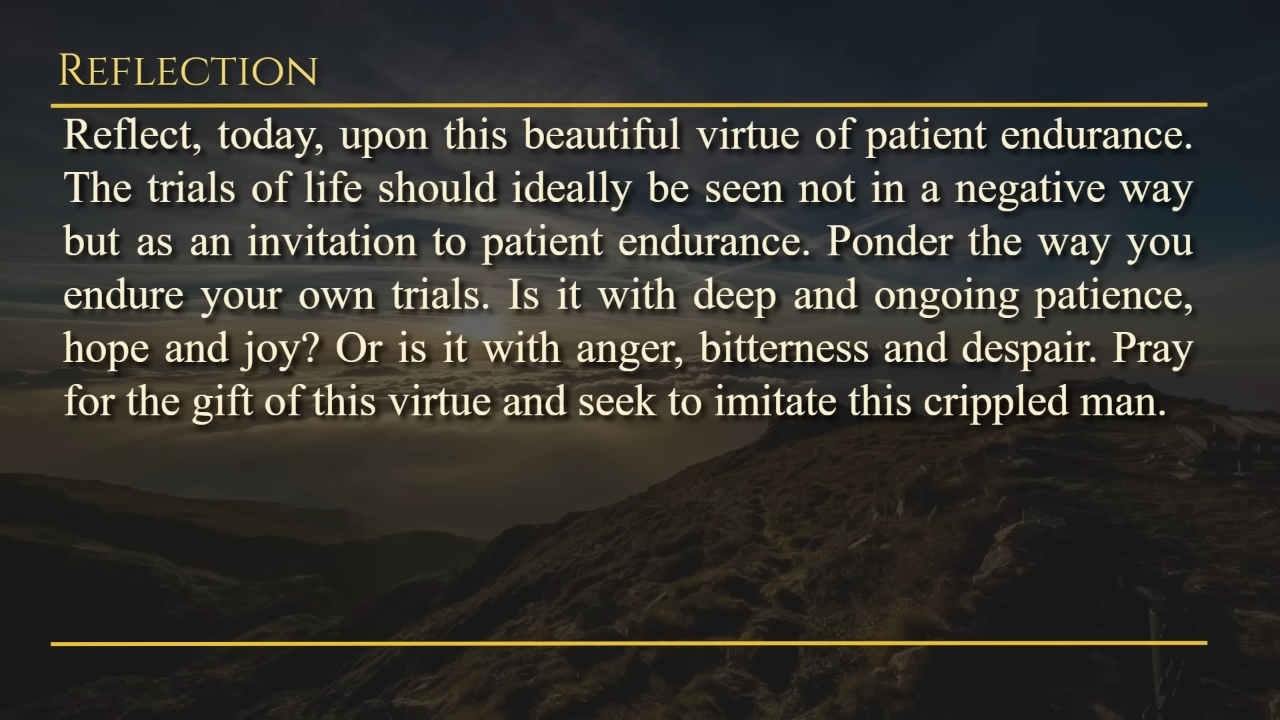 REFLECTION
Reflect, today, upon this beautiful virtue of patient endurance.
The trials of life should ideally be seen not in a negative way
but as an invitation to patient endurance. Ponder the way you
endure your own trials. Is it with deep and ongoing patience,
hope and joy? Or is it with anger, bitterness and despair. Pray
for the gift of this virtue and seek to imitate this crippled man.